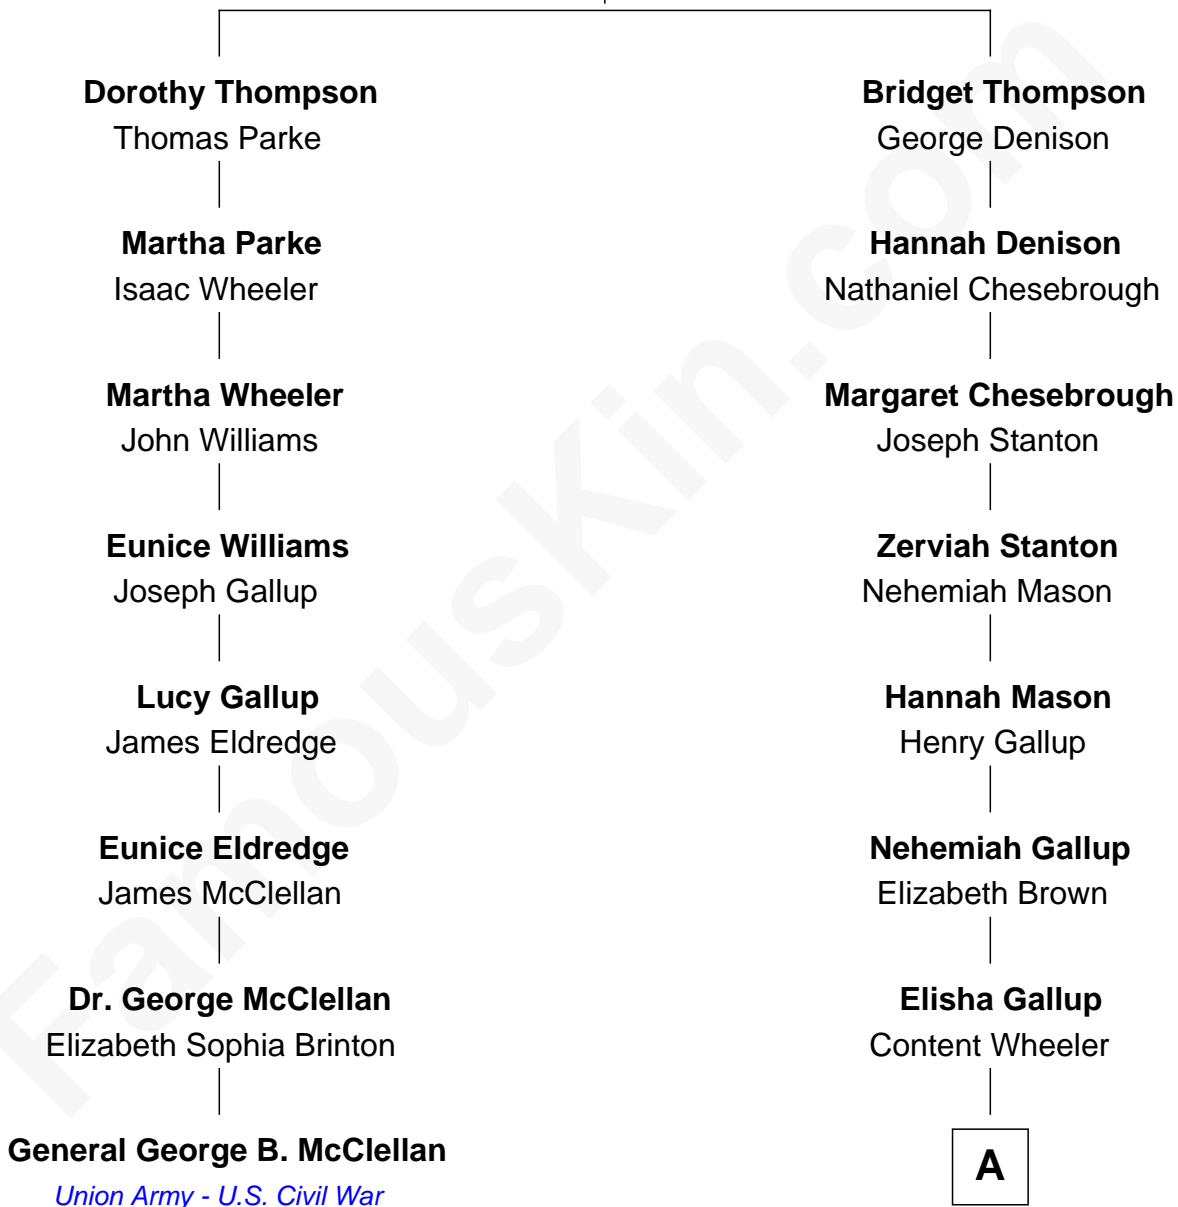 Dorothy Thompson
Thomas Parke
Martha Parke
Isaac Wheeler
Martha Wheeler
John Williams
Eunice Williams
Joseph Gallup
Lucy Gallup
James Eldredge
Eunice Eldredge
James McClellan
Dr. George McClellan
Elizabeth Sophia Brinton
General George B. McClellan
Union Army - U.S. Civil War
Bridget Thompson
George Denison
Hannah Denison
Nathaniel Chesebrough
Margaret Chesebrough
Joseph Stanton
Zerviah Stanton
Nehemiah Mason
Hannah Mason
Henry Gallup
Nehemiah Gallup
Elizabeth Brown
Elisha Gallup
Content Wheeler
A
FamousKin.com